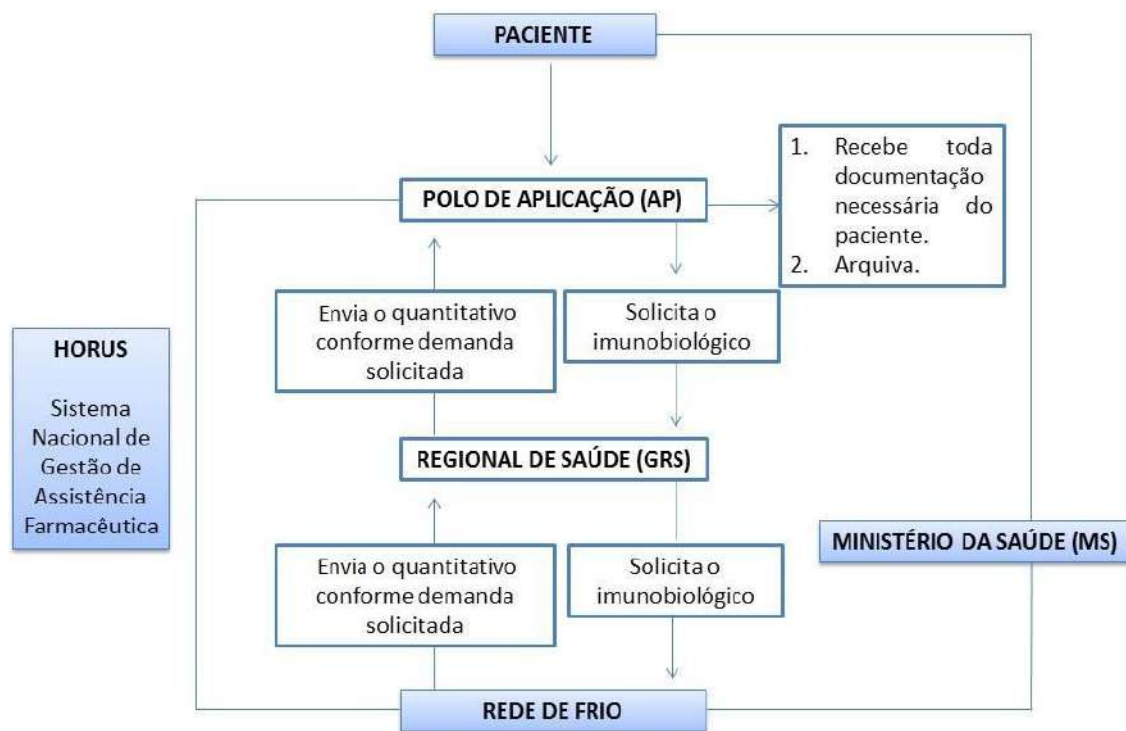 PACIENTE
1. Recebe toda
documentação
necessária do
paciente.
2. Arquiva.
POLO DE APLICAÇÃO (AP)
Envia o quantitativo
conforme demanda
solicitada
Solicita o
imunobiológico
HORUS
Sistema
Nacional de
Gestão de
Assistência
Farmacêutica
REGIONAL DE SAÚDE (GRS)
MINISTÉRIO DA SAÚDE (MS)
Envia o quantitativo
conforme demanda
solicitada
Solicita o
imunobiológico
REDE DE FRIO